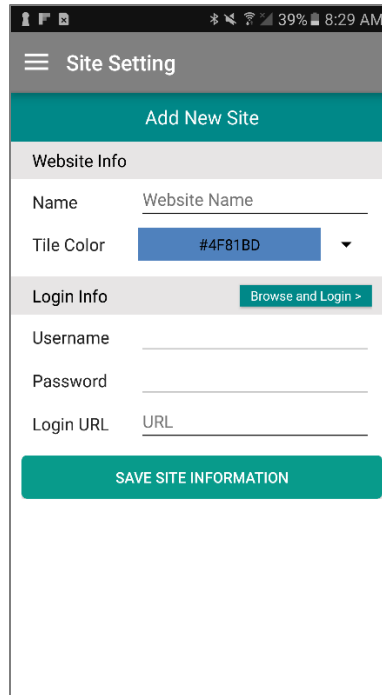 39% 8:29 AM
Site Setting
Add New Site
Website Info
Name Website Name
Tile Color #4F81BD
Login Info Browse and Login >
Username
Password
Login URL URL
SAVE SITE INFORMATION